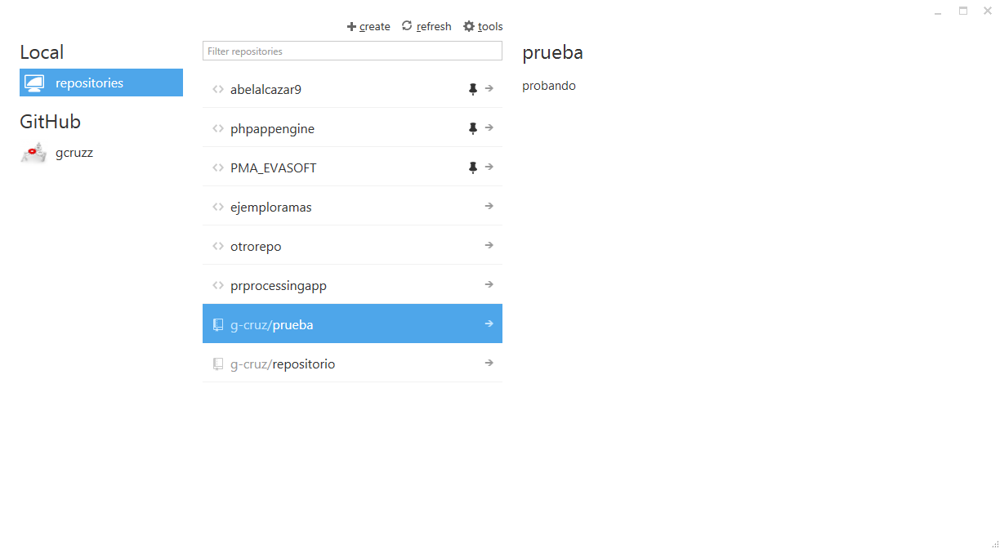 create refresh tools
Local
repositories
GitHub
gcruzz
Filter repositories
abelalcazar9
phpappengine
PMA_EVASOFT
ejemploramas
otrorepo
prprocessingapp
g-cruz/prueba
g-cruz/repositorio
prueba
probando